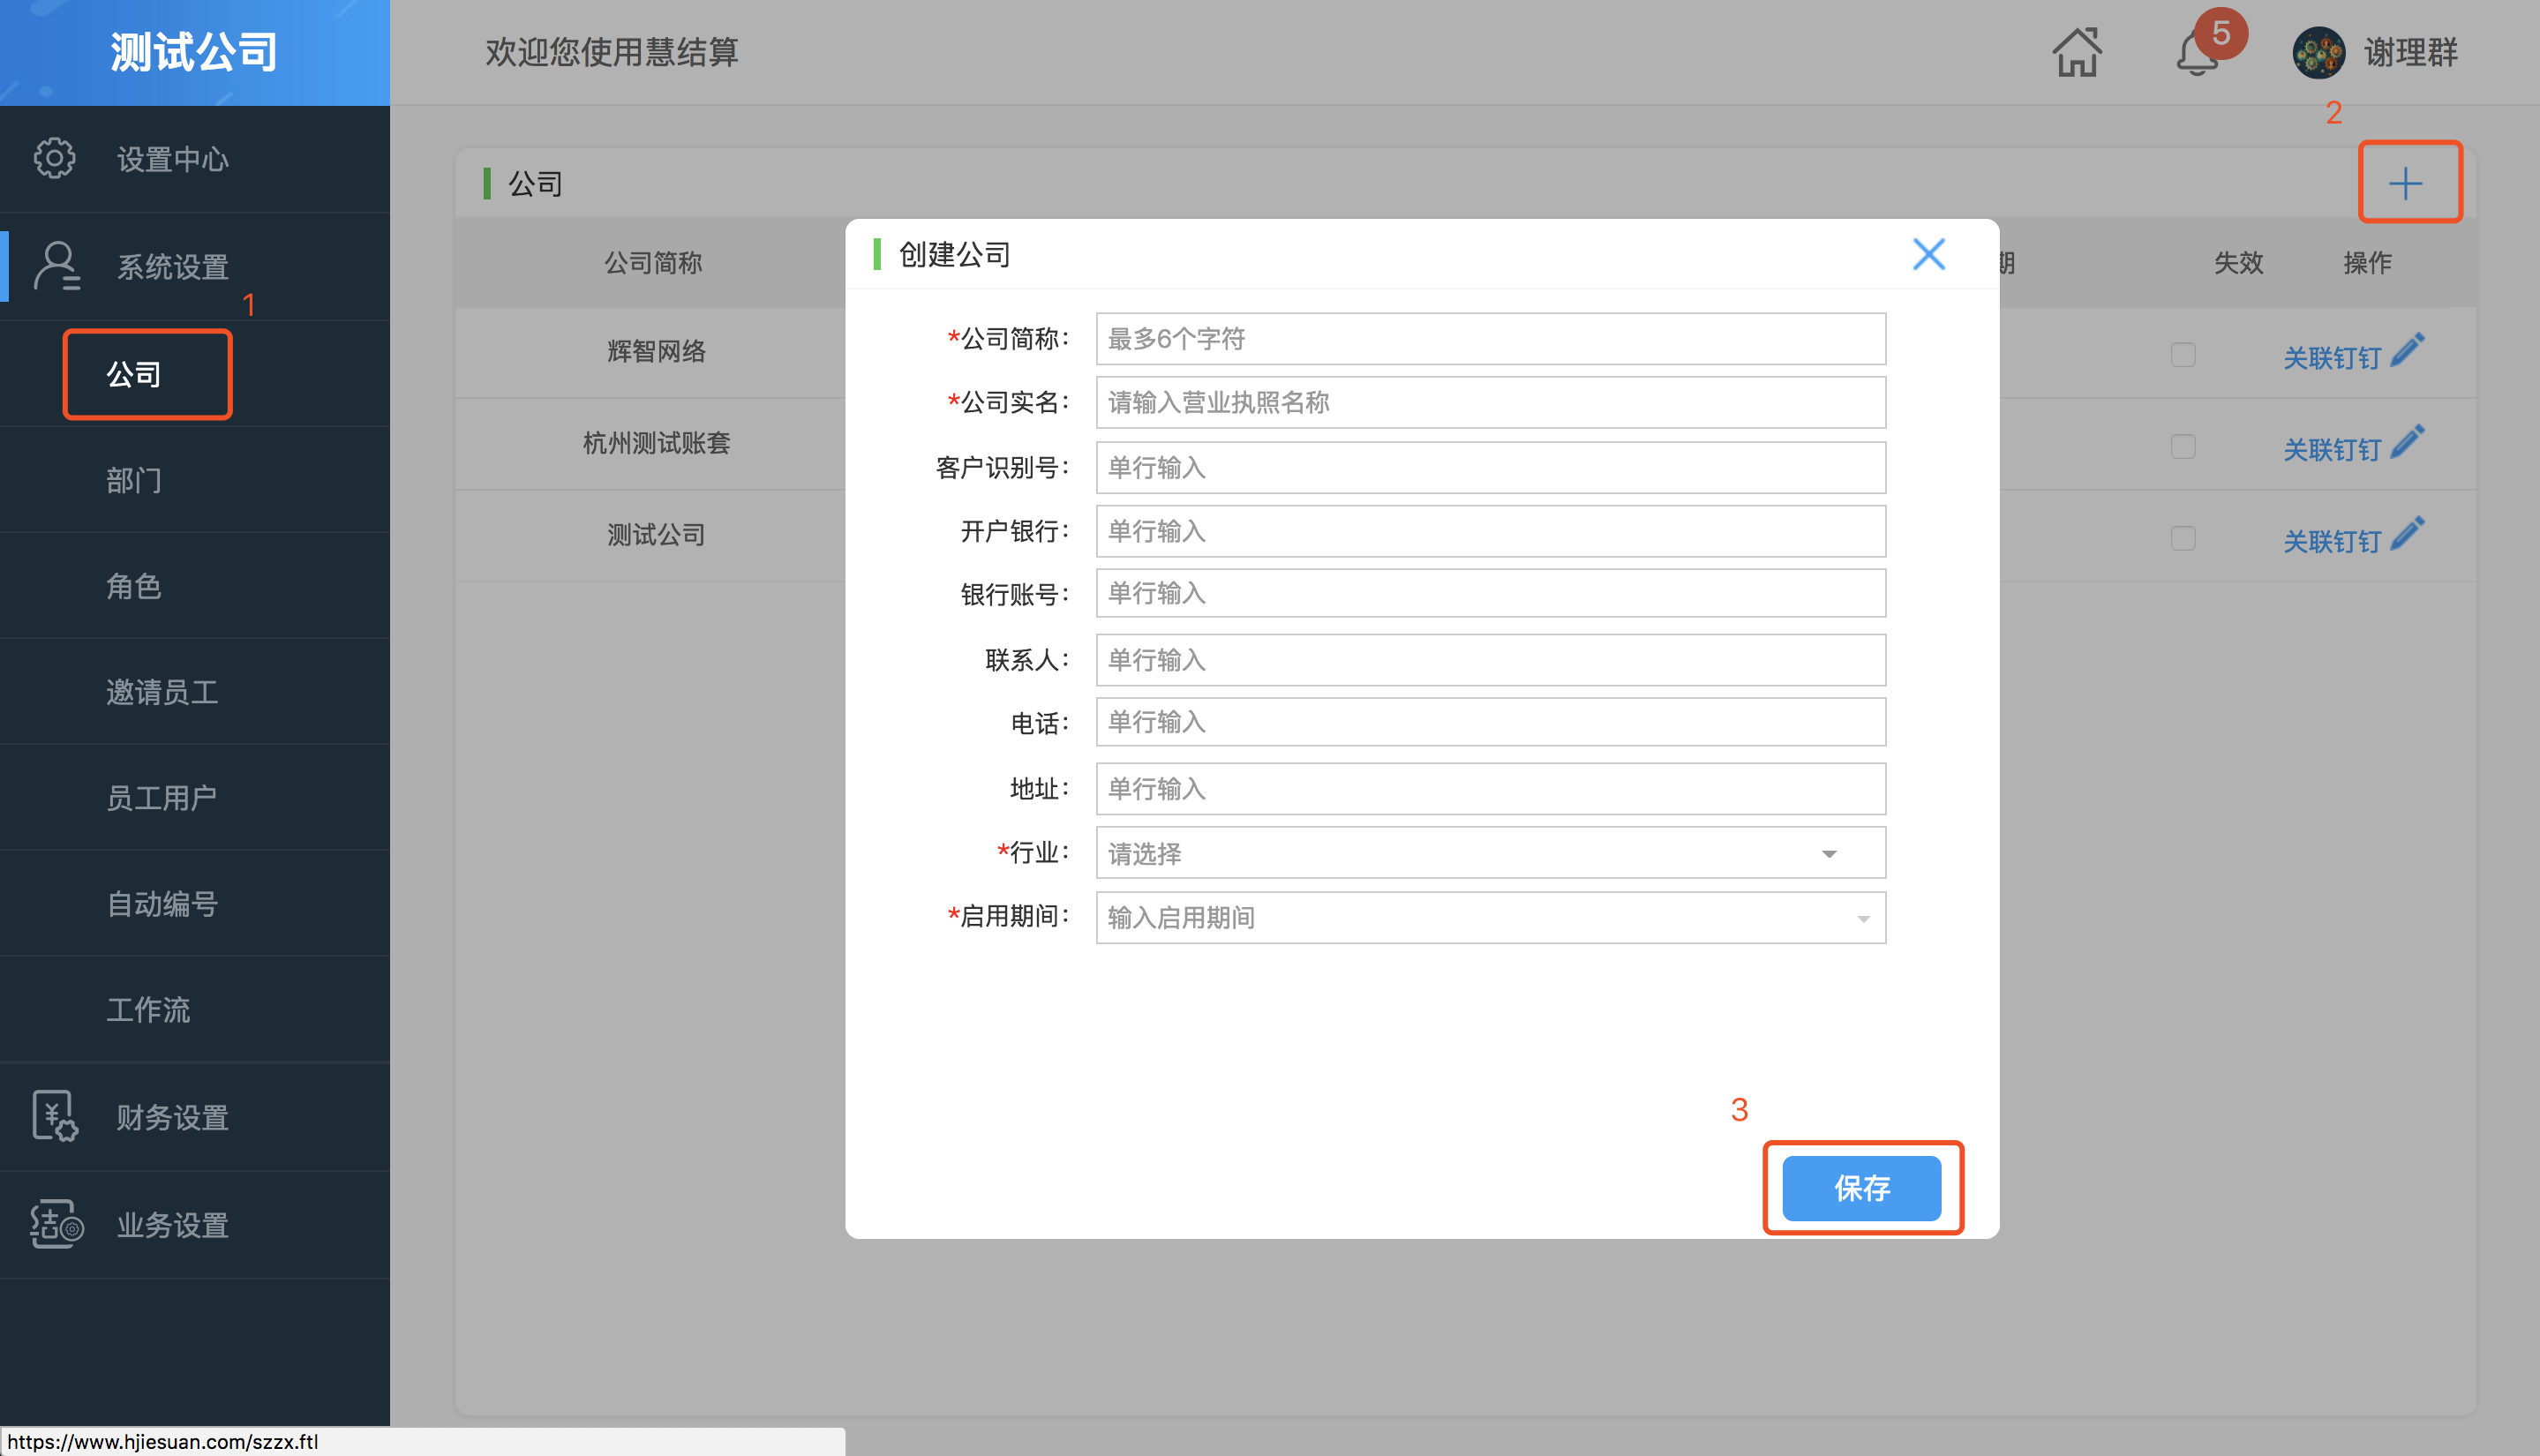 测试公司
欢迎您使用慧结算
5
谢理群
2
设置中心
系统设置
1
公司
部门
角色
邀请员工
员工用户
自动编号
工作流
财务设置
业务设置
公司
公司简称
期
失效
操作
辉智网络
关联钉钉
杭州测试账套
关联钉钉
测试公司
关联钉钉
创建公司
*公司简称：
最多6个字符
*公司实名：
请输入营业执照名称
客户识别号：
单行输入
开户银行：
单行输入
银行账号：
单行输入
联系人：
单行输入
电话：
单行输入
地址：
单行输入
*行业：
请选择
*启用期间：
输入启用期间
3
保存
https://www.hjiesuan.com/szzx.ftl